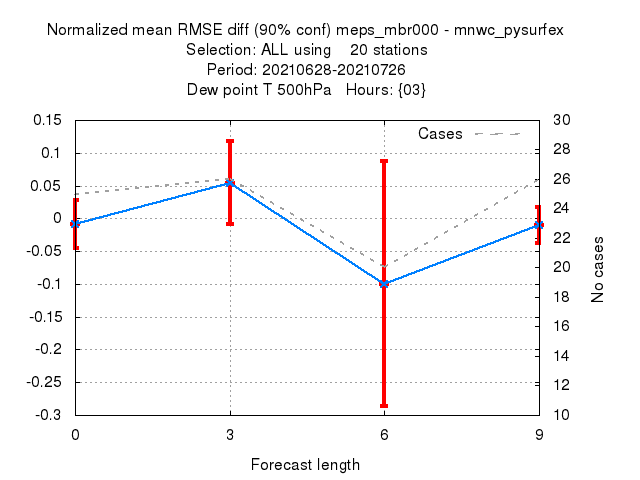 Normalized mean RMSE diff (90% conf) meps_mbr000 - mnwc_pysurfex
Selection: ALL using    20 stations
Period: 20210628-20210726
Dew point T 500hPa   Hours: {03}
0.15
0.1
0.05
0
-0.05
-0.1
-0.15
-0.2
-0.25
-0.3
Cases
30
28
26
24
22
20
18
16
14
12
10
No cases
0 3 6 9
Forecast length